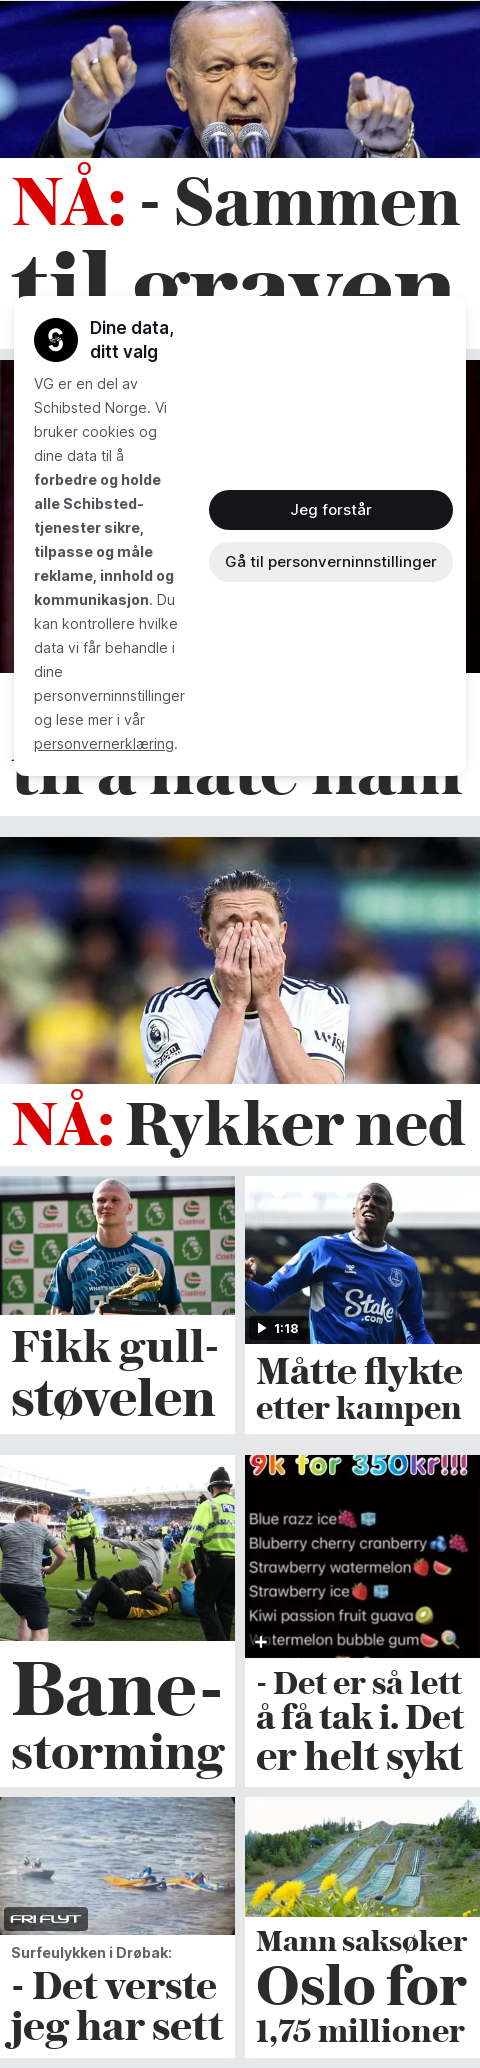 NÅ: - Sammen
til graven
Dine data,
ditt valg
VG er en del av
Schibsted Norge. Vi
bruker cookies og
dine data til å
forbedre og holde
alle Schibsted-
tjenester sikre,
tilpasse og måle
reklame, innhold og
kommunikasjon. Du
kan kontrollere hvilke
data vi får behandle i
dine
personverninnstillinger
og lese mer i vår
personvernerklæring.
Jeg forstår
Gå til personverninnstillinger
til å hate ham
NÅ: Rykker ned
Castrol
Fikk gull-
støvelen
Stake
.com
1:18
Måtte flykte
etter kampen
Bane-
storming
9k for 350kr!!!
Blue razz ice🍇🧊
Bluberry cherry cranberry💨🍇
Strawberry watermelon🍓🍉
Strawberry ice🍓🧊
Kiwi passion fruit guava🥝
Watermelon bubble gum🍉🍭
- Det er så lett
å få tak i. Det
er helt sykt
FRI FLYT
Surfeulykken i Drøbak:
- Det verste
jeg har sett
Mann saksøker
Oslo for
1,75 millioner